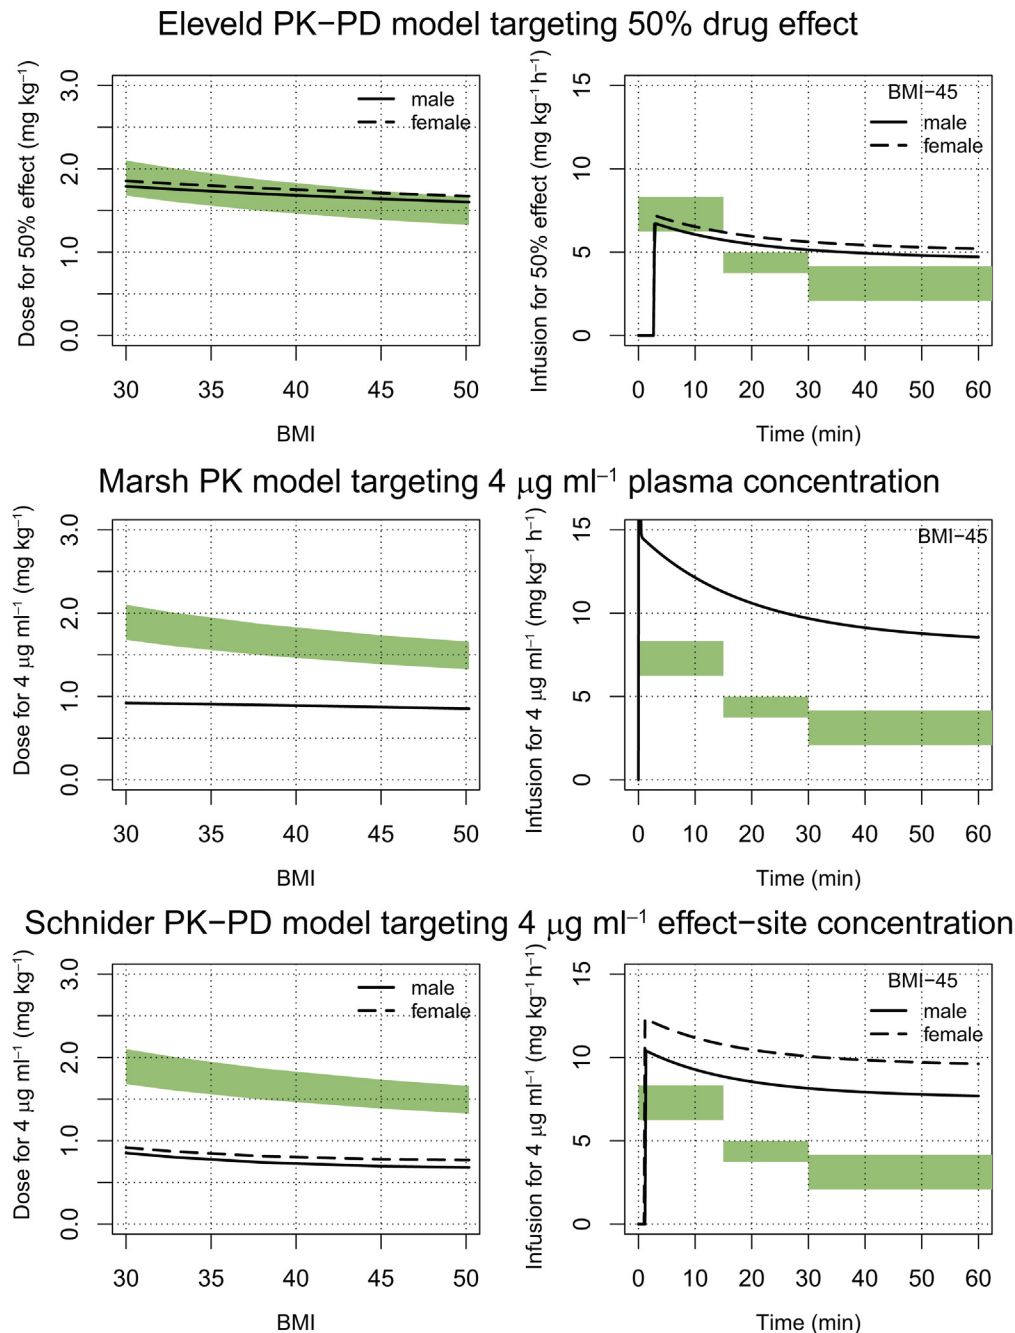 Eleveld PK−PD model targeting 50% drug effect
Dose for 50% effect (mg kg⁻¹)
3.0
2.0
1.0
0.0
male
female
30 35 40 45 50
BMI
Infusion for 50% effect (mg kg⁻¹ h⁻¹)
15
10
5
0
BMI−45
male
female
0 10 20 30 40 50 60
Time (min)
Marsh PK model targeting 4 μg ml⁻¹ plasma concentration
Dose for 4 μg ml⁻¹ (mg kg⁻¹)
3.0
2.0
1.0
0.0
30 35 40 45 50
BMI
Infusion for 4 μg ml⁻¹ (mg kg⁻¹ h⁻¹)
15
10
5
0
BMI−45
0 10 20 30 40 50 60
Time (min)
Schnider PK−PD model targeting 4 μg ml⁻¹ effect−site concentration
Dose for 4 μg ml⁻¹ (mg kg⁻¹)
3.0
2.0
1.0
0.0
male
female
30 35 40 45 50
BMI
Infusion for 4 μg ml⁻¹ (mg kg⁻¹ h⁻¹)
15
10
5
0
BMI−45
male
female
0 10 20 30 40 50 60
Time (min)